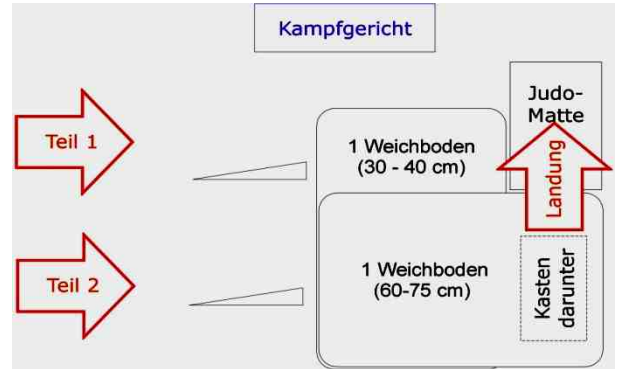 Kampfgericht
Teil 1
1 Weichboden
(30 - 40 cm)
Judo-
Matte
Landung
Teil 2
1 Weichboden
(60-75 cm)
Kasten
darunter